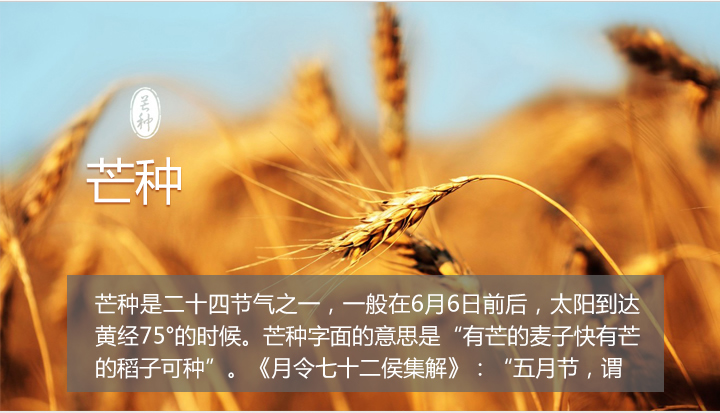 芒种
芒种
芒种是二十四节气之一，一般在6月6日前后，太阳到达
黄经75°的时候。芒种字面的意思是“有芒的麦子快有芒
的稻子可种”。《月令七十二侯集解》：“五月节，谓